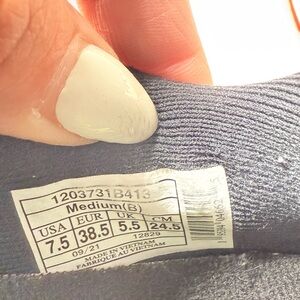 1203731B413
Medium(s)
USA EUR UK CM
7.5 38.5 5.5 24.5
09/21 12829
MADE IN VIETNAM
FABRIQUE AU VIETNAM